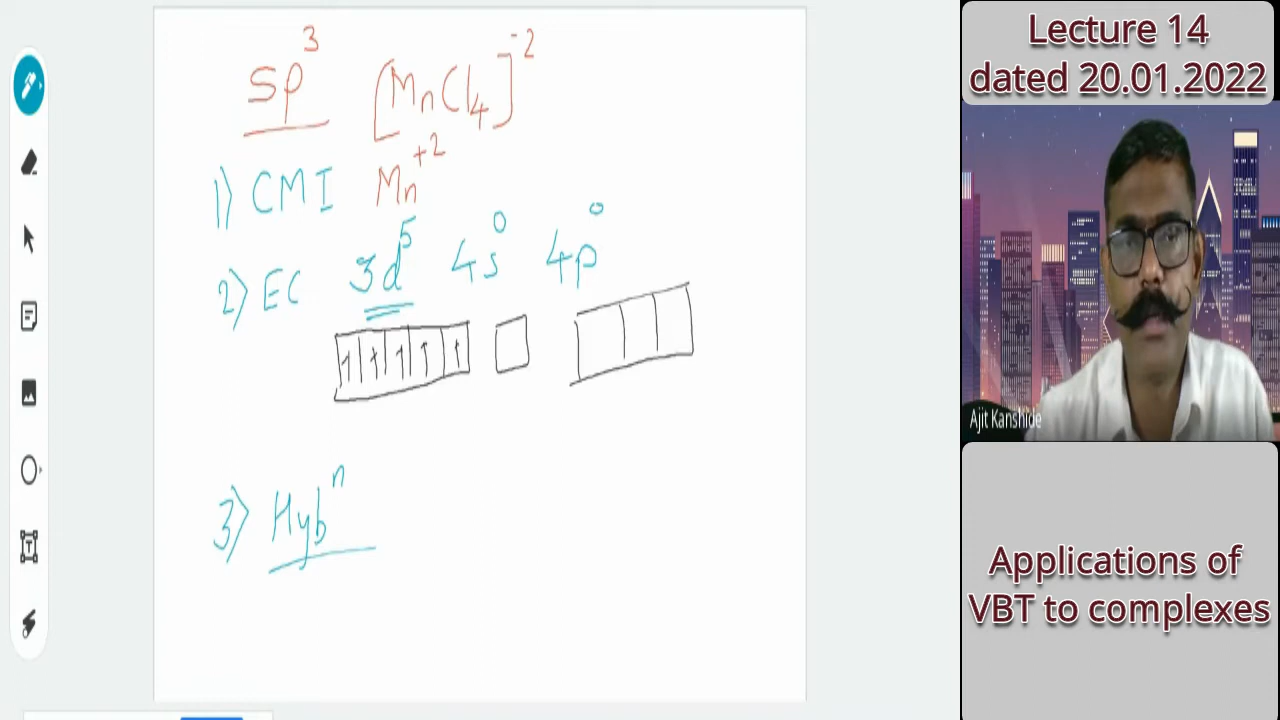 sp³ [MnCl₄]⁻²
1) CMI Mn⁺²
2) EC 3d⁵ 4s⁰ 4p⁰
3) Hybⁿ
Lecture 14
dated 20.01.2022
Ajit Kanshide
Applications of
VBT to complexes